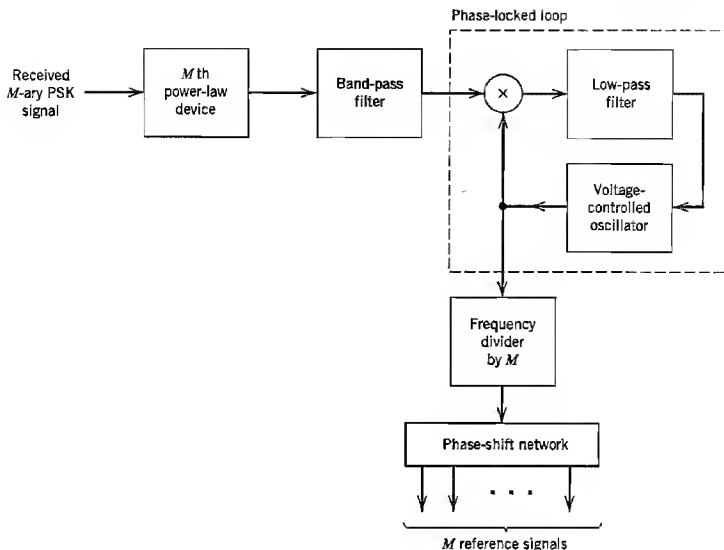 Phase-locked loop
Received
M-ary PSK
signal
M th
power-law
device
Band-pass
filter
×
Low-pass
filter
Voltage-
controlled
oscillator
Frequency
divider
by M
Phase-shift network
. . .
M reference signals